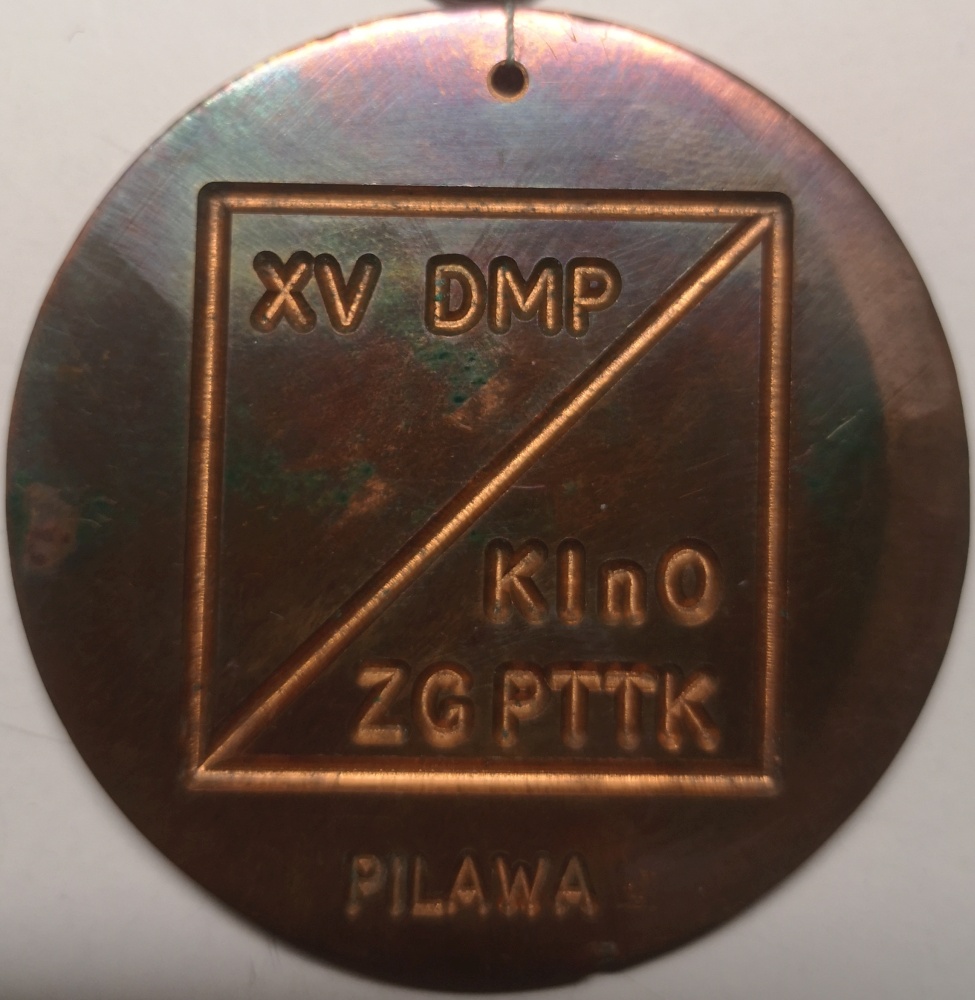 XV DMP
KInO
ZG PTTK
PILAWA